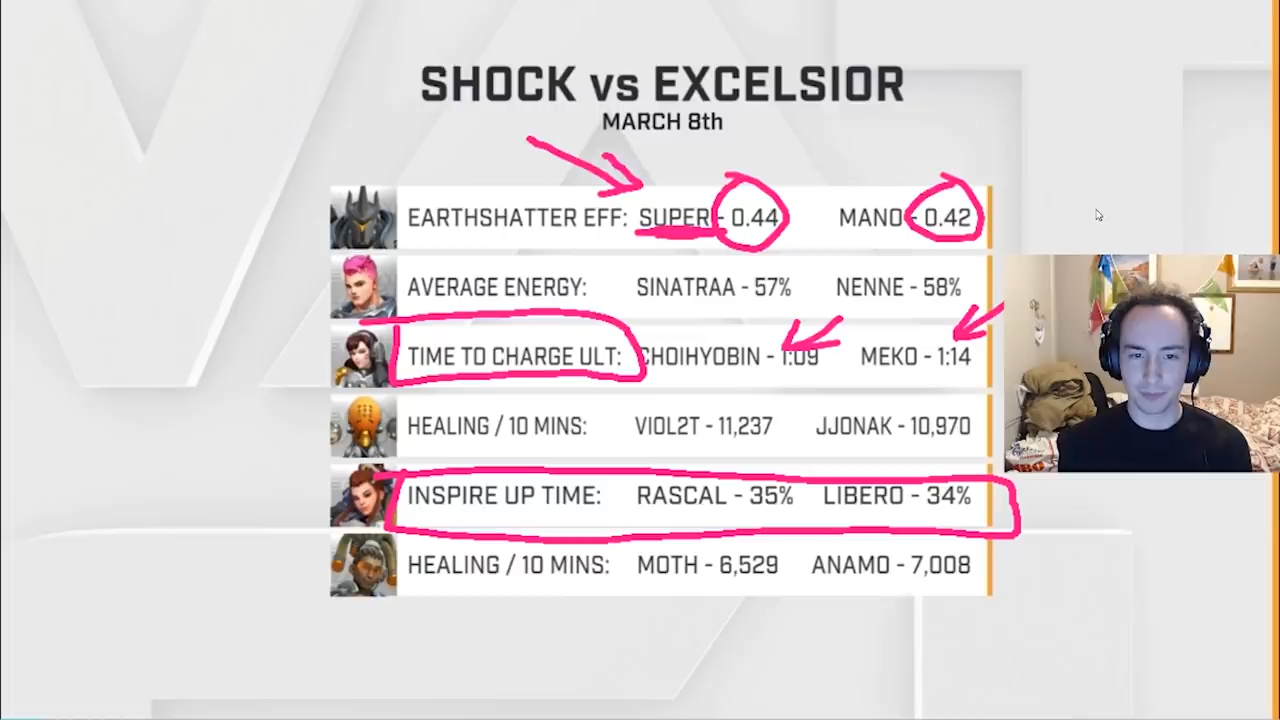 SHOCK vs EXCELSIOR
MARCH 8th
EARTHSHATTER EFF: SUPER - 0.44 MANO - 0.42
AVERAGE ENERGY: SINATRAA - 57% NENNE - 58%
TIME TO CHARGE ULT: CHOIHYOBIN - 1:09 MEKO - 1:14
HEALING / 10 MINS: VIOL2T - 11,237 JJONAK - 10,970
INSPIRE UP TIME: RASCAL - 35% LIBERO - 34%
HEALING / 10 MINS: MOTH - 6,529 ANAMO - 7,008